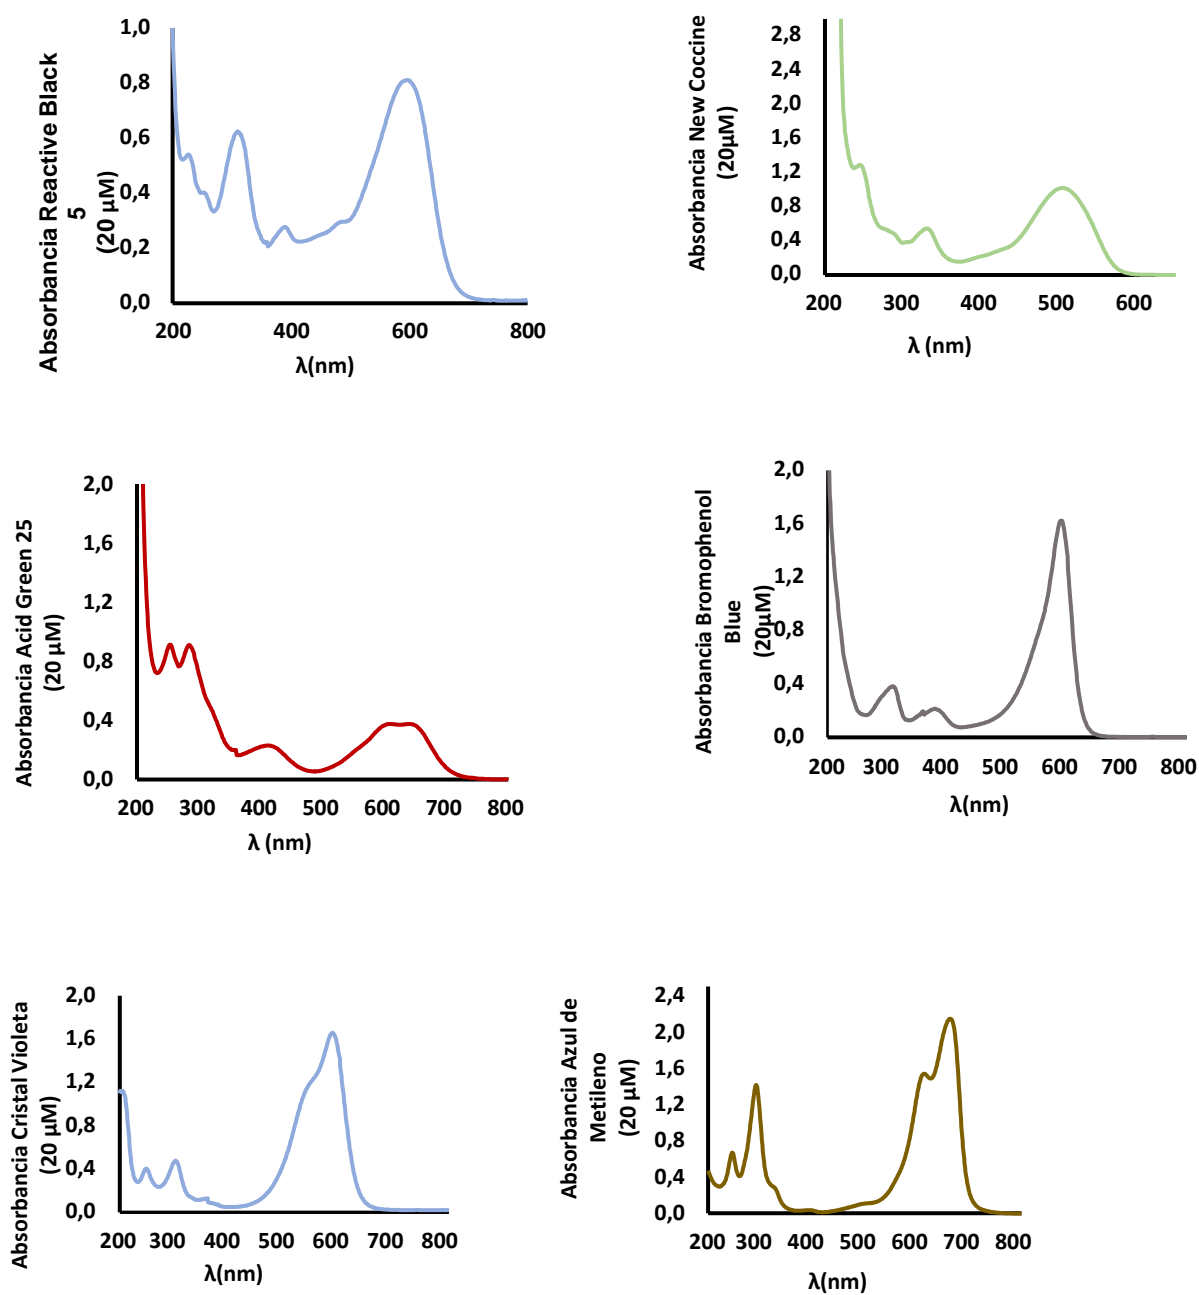 Absorbancia Reactive Black
5
(20 µM)
1,0
0,8
0,6
0,4
0,2
0,0
200 400 600 800
λ(nm)
Absorbancia New Coccine
(20µM)
2,8
2,4
2,0
1,6
1,2
0,8
0,4
0,0
200 300 400 500 600
λ (nm)
Absorbancia Acid Green 25
(20 µM)
2,0
1,6
1,2
0,8
0,4
0,0
200 300 400 500 600 700 800
λ (nm)
Absorbancia Bromophenol
Blue
(20µM)
2,0
1,6
1,2
0,8
0,4
0,0
200 300 400 500 600 700 800
λ(nm)
Absorbancia Cristal Violeta
(20 µM)
2,0
1,6
1,2
0,8
0,4
0,0
200 300 400 500 600 700 800
λ(nm)
Absorbancia Azul de
Metileno
(20 µM)
2,4
2,0
1,6
1,2
0,8
0,4
0,0
200 300 400 500 600 700 800
λ(nm)